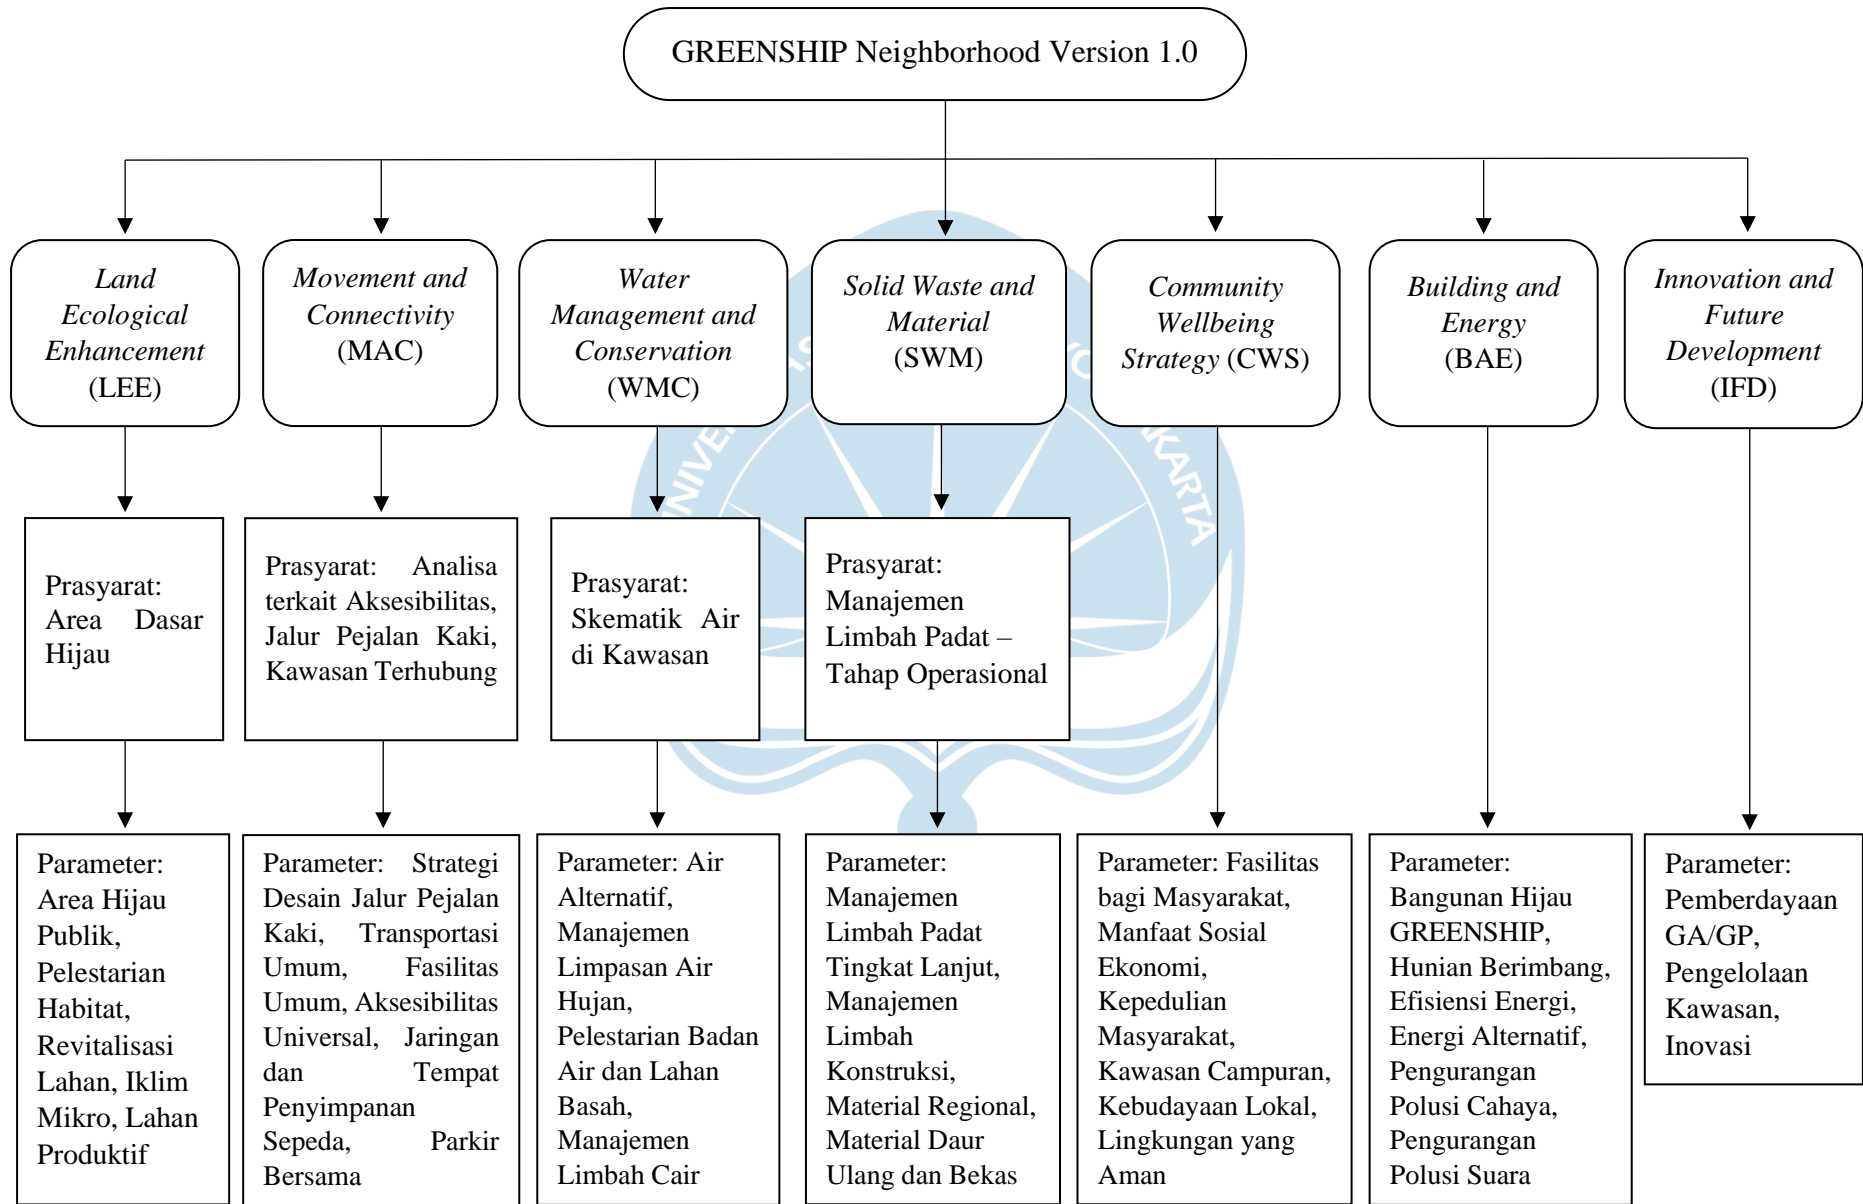 GREENSHIP Neighborhood Version 1.0
Land
Ecological
Enhancement
(LEE)
Movement and
Connectivity
(MAC)
Water
Management and
Conservation
(WMC)
Solid Waste and
Material
(SWM)
Community
Wellbeing
Strategy (CWS)
Building and
Energy
(BAE)
Innovation and
Future
Development
(IFD)
Prasyarat:
Area Dasar
Hijau
Prasyarat: Analisa
terkait Aksesibilitas,
Jalur Pejalan Kaki,
Kawasan Terhubung
Prasyarat:
Skematik Air
di Kawasan
Prasyarat:
Manajemen
Limbah Padat –
Tahap Operasional
Parameter:
Area Hijau
Publik,
Pelestarian
Habitat,
Revitalisasi
Lahan, Iklim
Mikro, Lahan
Produktif
Parameter: Strategi
Desain Jalur Pejalan
Kaki, Transportasi
Umum, Fasilitas
Umum, Aksesibilitas
Universal, Jaringan
dan Tempat
Penyimpanan
Sepeda, Parkir
Bersama
Parameter: Air
Alternatif,
Manajemen
Limpasan Air
Hujan,
Pelestarian Badan
Air dan Lahan
Basah,
Manajemen
Limbah Cair
Parameter:
Manajemen
Limbah Padat
Tingkat Lanjut,
Manajemen
Limbah
Konstruksi,
Material Regional,
Material Daur
Ulang dan Bekas
Parameter: Fasilitas
bagi Masyarakat,
Manfaat Sosial
Ekonomi,
Kepedulian
Masyarakat,
Kawasan Campuran,
Kebudayaan Lokal,
Lingkungan yang
Aman
Parameter:
Bangunan Hijau
GREENSHIP,
Hunian Berimbang,
Efisiensi Energi,
Energi Alternatif,
Pengurangan
Polusi Cahaya,
Pengurangan
Polusi Suara
Parameter:
Pemberdayaan
GA/GP,
Pengelolaan
Kawasan,
Inovasi